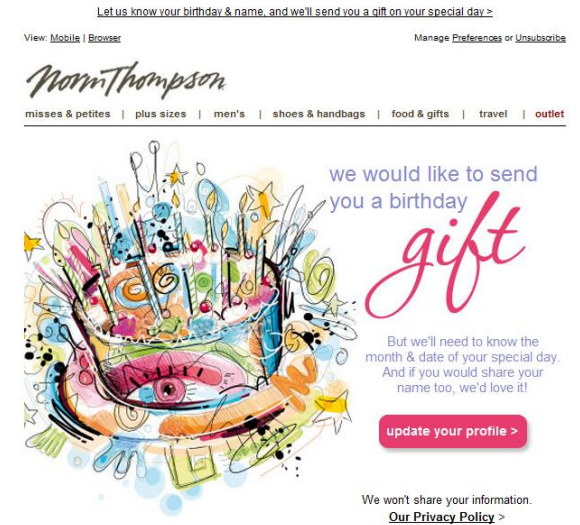 Let us know your birthday & name, and we'll send you a gift on your special day >
View: Mobile | Browser
Manage Preferences or Unsubscribe
Norm Thompson
misses & petites | plus sizes | men's | shoes & handbags | food & gifts | travel | outlet
we would like to send
you a birthday
gift
But we'll need to know the
month & date of your special day.
And if you would share your
name too, we'd love it!
update your profile >
We won't share your information.
Our Privacy Policy >